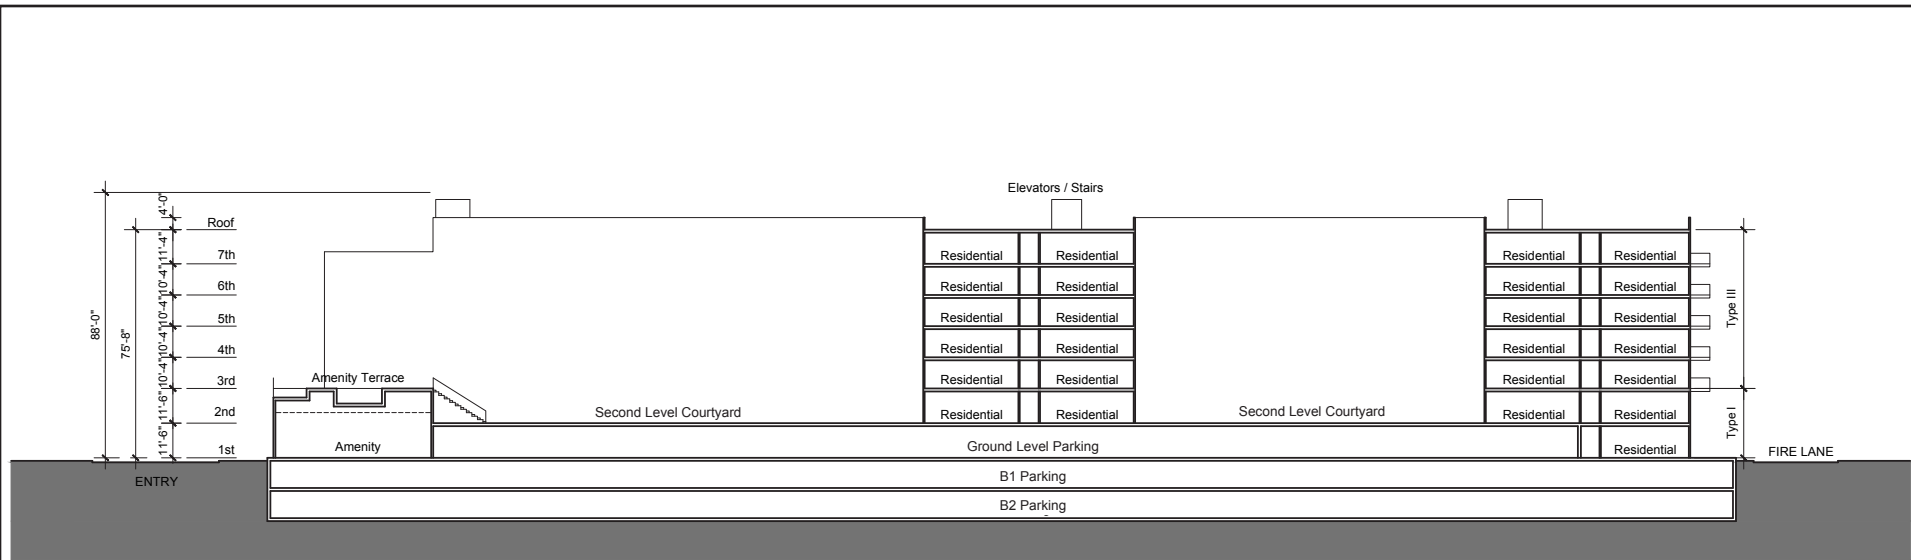 Elevators / Stairs
4'-0"
Roof
11'-4"
7th
Residential Residential Residential Residential
10'-4"
6th
Residential Residential Residential Residential
10'-4"
5th
Residential Residential Residential Residential
88'-0"
75'-8"
Type III
10'-4"
4th
Residential Residential Residential Residential
10'-4"
3rd
Amenity Terrace
Residential Residential Residential Residential
11'-6"
2nd
Second Level Courtyard
Residential Residential
Second Level Courtyard
Residential Residential
Type I
11'-6"
1st
Amenity
Ground Level Parking
Residential
FIRE LANE
ENTRY
B1 Parking
B2 Parking